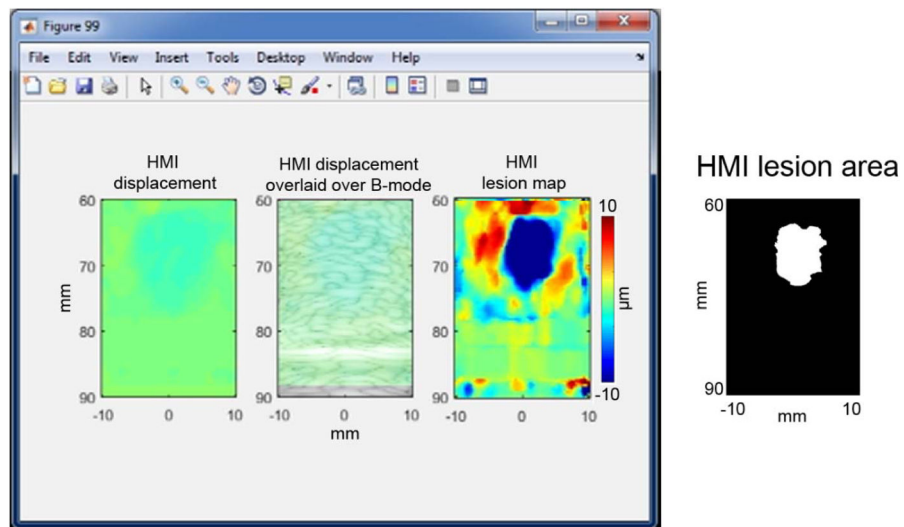 Figure 99
File Edit View Insert Tools Desktop Window Help
HMI
displacement
HMI displacement
overlaid over B-mode
HMI
lesion map
HMI lesion area
60
70
80
90
mm
-10 0 10
60
70
80
90
-10 0 10
mm
60
70
80
90
-10 0 10
10
µm
-10
60
mm
90
-10 10
mm